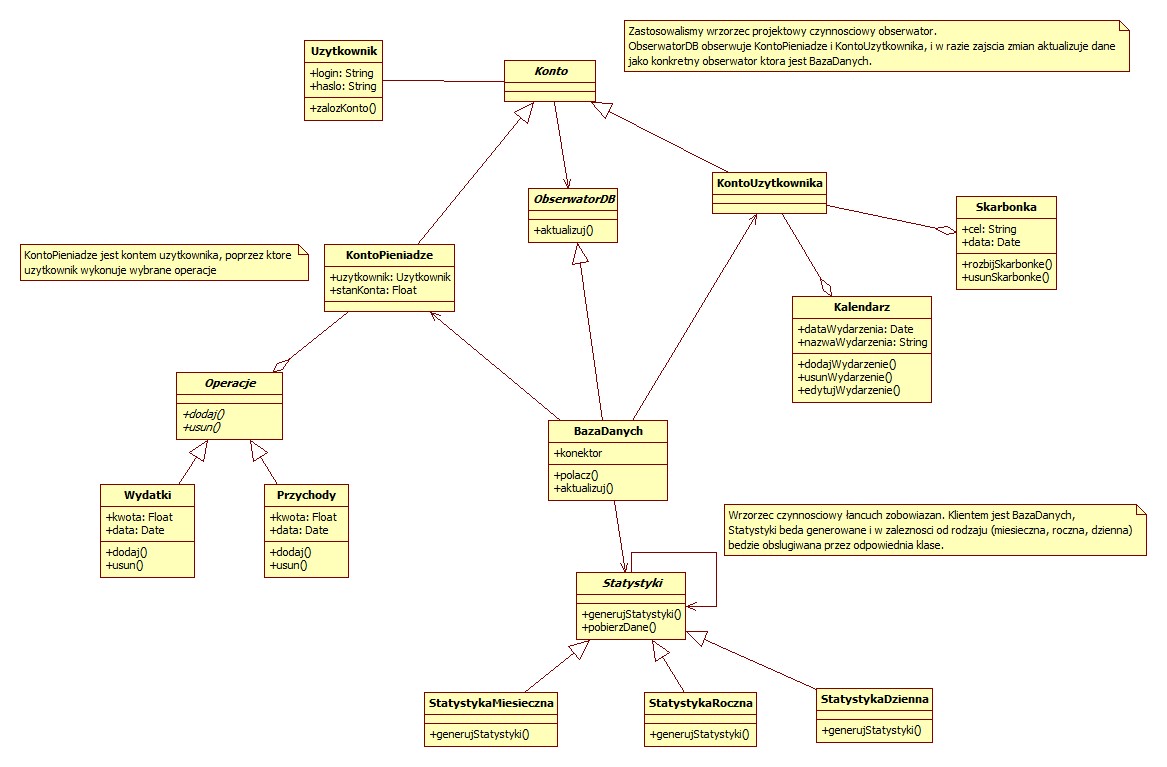 Zastosowalismy wrzorzec projektowy czynnosciowy obserwator.
ObserwatorDB obserwuje KontoPieniadze i KontoUzytkownika, i w razie zajscia zmian aktualizuje dane
jako konkretny obserwator ktora jest BazaDanych.
Uzytkownik
+login: String
+haslo: String
+zalozKonto()
Konto
ObserwatorDB
+aktualizuj()
KontoUzytkownika
Skarbonka
+cel: String
+data: Date
+rozbijSkarbonke()
+usunSkarbonke()
KontoPieniadze jest kontem uzytkownika, poprzez ktore
uzytkownik wykonuje wybrane operacje
KontoPieniadze
+uzytkownik: Uzytkownik
+stanKonta: Float
Kalendarz
+dataWydarzenia: Date
+nazwaWydarzenia: String
+dodajWydarzenie()
+usunWydarzenie()
+edytujWydarzenie()
Operacje
+dodaj()
+usun()
BazaDanych
+konektor
+polacz()
+aktualizuj()
Wydatki
+kwota: Float
+data: Date
+dodaj()
+usun()
Przychody
+kwota: Float
+data: Date
+dodaj()
+usun()
Wrzorzec czynnosciowy łancuch zobowiazan. Klientem jest BazaDanych,
Statystyki beda generowane i w zaleznosci od rodzaju (miesieczna, roczna, dzienna)
bedzie obslugiwana przez odpowiednia klase.
Statystyki
+generujStatystyki()
+pobierzDane()
StatystykaMiesieczna
+generujStatystyki()
StatystykaRoczna
+generujStatystyki()
StatystykaDzienna
+generujStatystyki()